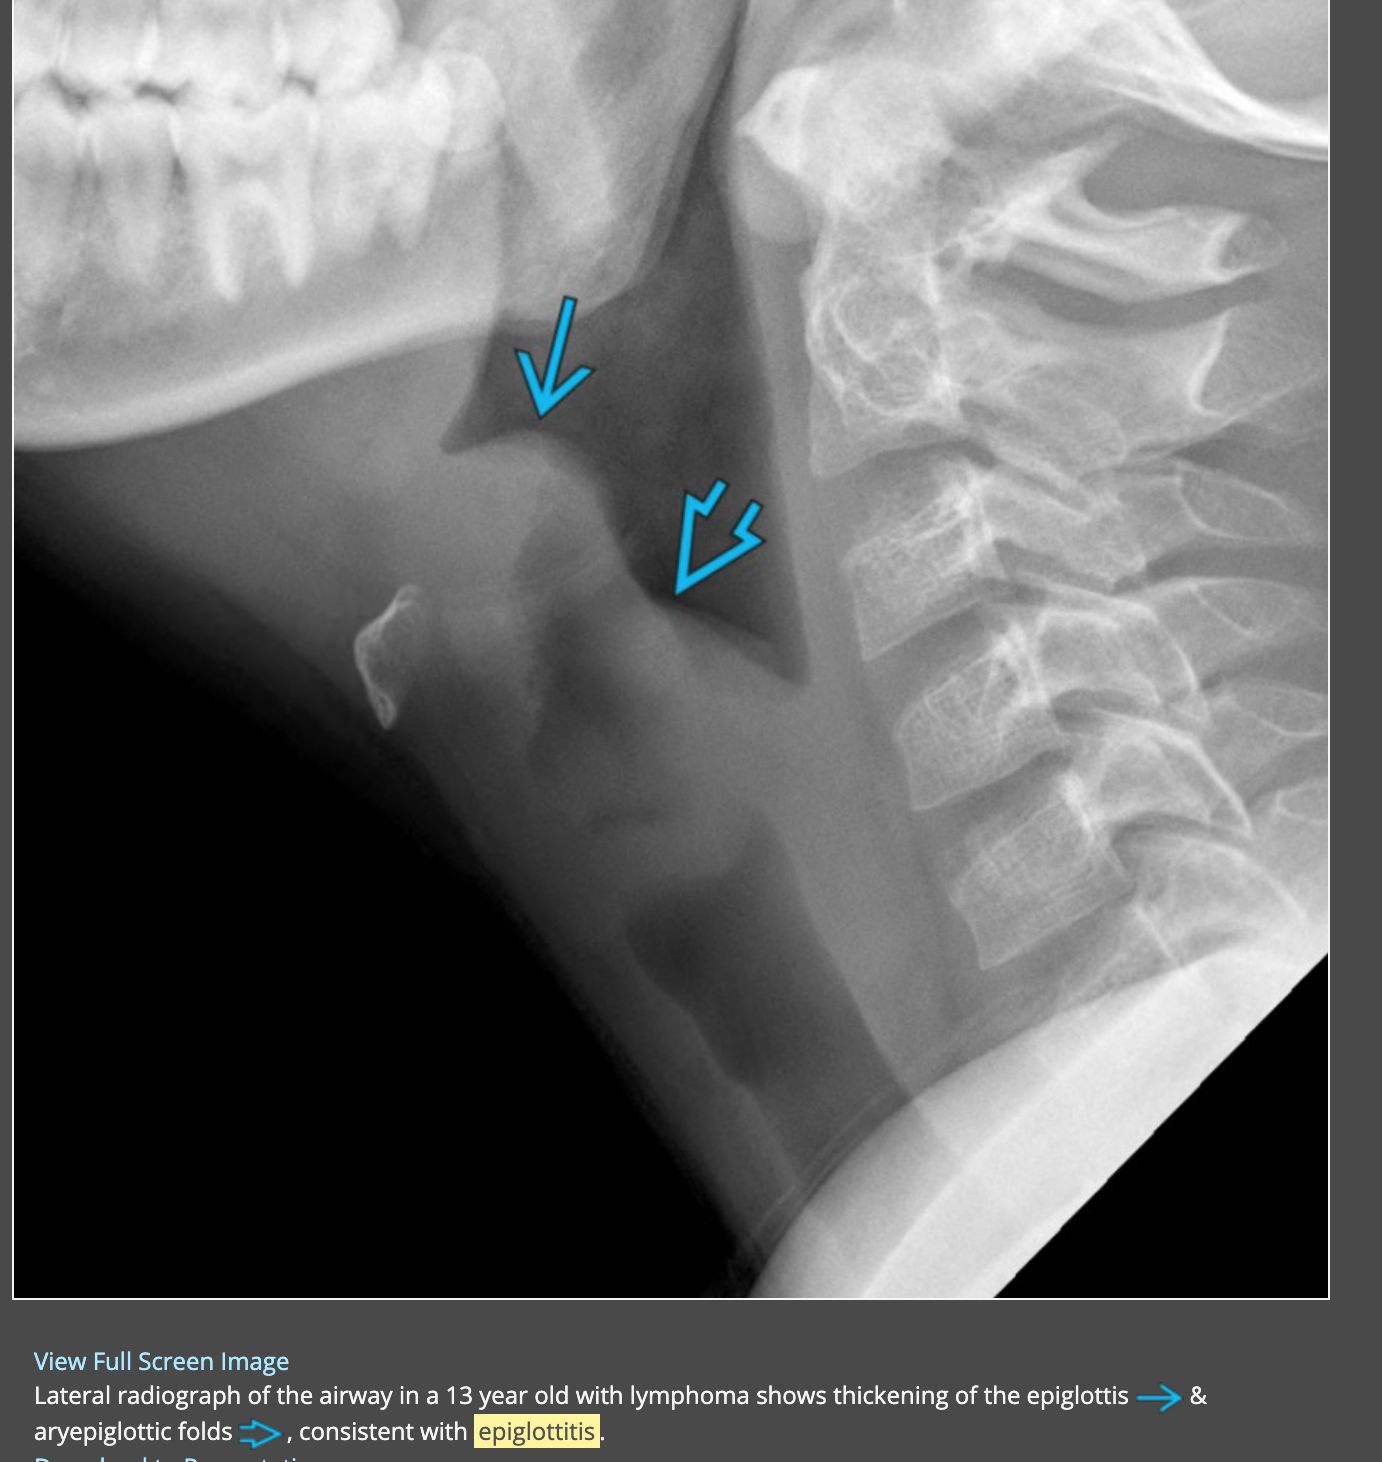 View Full Screen Image
Lateral radiograph of the airway in a 13 year old with lymphoma shows thickening of the epiglottis → &
aryepiglottic folds ⇨ , consistent with epiglottitis.